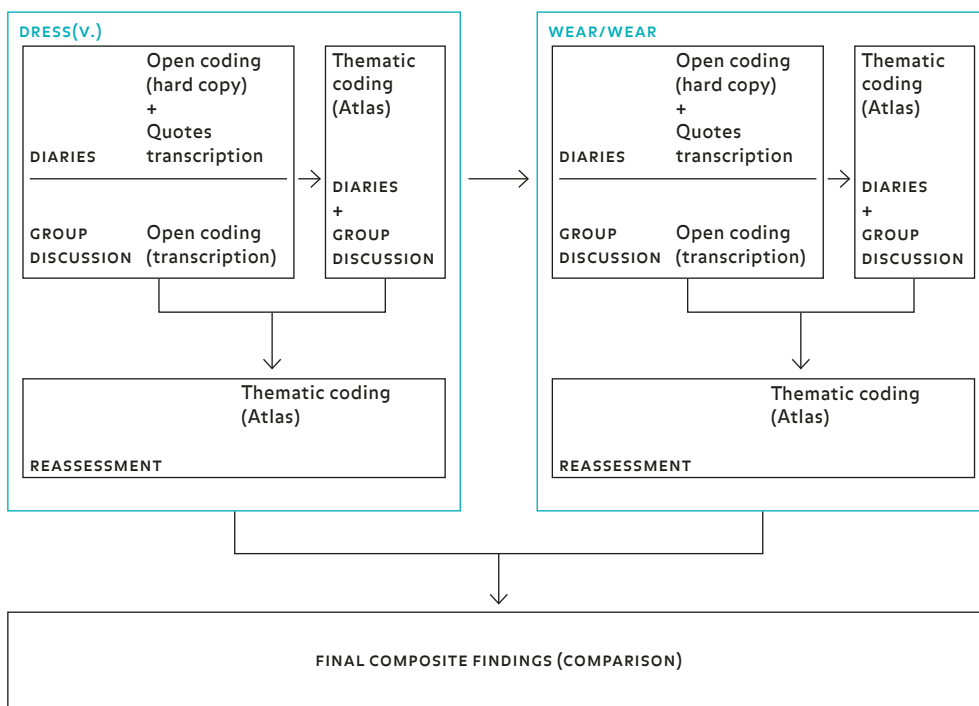 DRESS(V.)
Open coding
(hard copy)
+
Quotes
transcription
DIARIES
GROUP
DISCUSSION
Open coding
(transcription)
Thematic
coding
(Atlas)
DIARIES
+
GROUP
DISCUSSION
Thematic coding
(Atlas)
REASSESSMENT
WEAR/WEAR
Open coding
(hard copy)
+
Quotes
transcription
DIARIES
GROUP
DISCUSSION
Open coding
(transcription)
Thematic
coding
(Atlas)
DIARIES
+
GROUP
DISCUSSION
Thematic coding
(Atlas)
REASSESSMENT
FINAL COMPOSITE FINDINGS (COMPARISON)